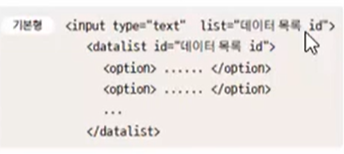 기본형 <input type="text" list="데이터 목록 id">
<datalist id="데이터 목록 id">
<option> ...... </option>
<option> ...... </option>
...
</datalist>